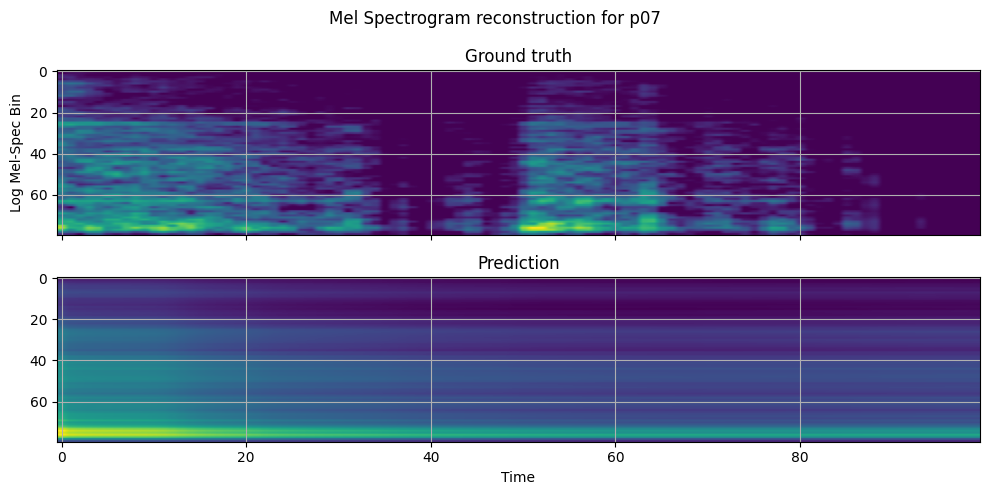 Mel Spectrogram reconstruction for p07
Ground truth
Log Mel-Spec Bin
0
20
40
60
Prediction
0
20
40
60
0 20 40 60 80
Time